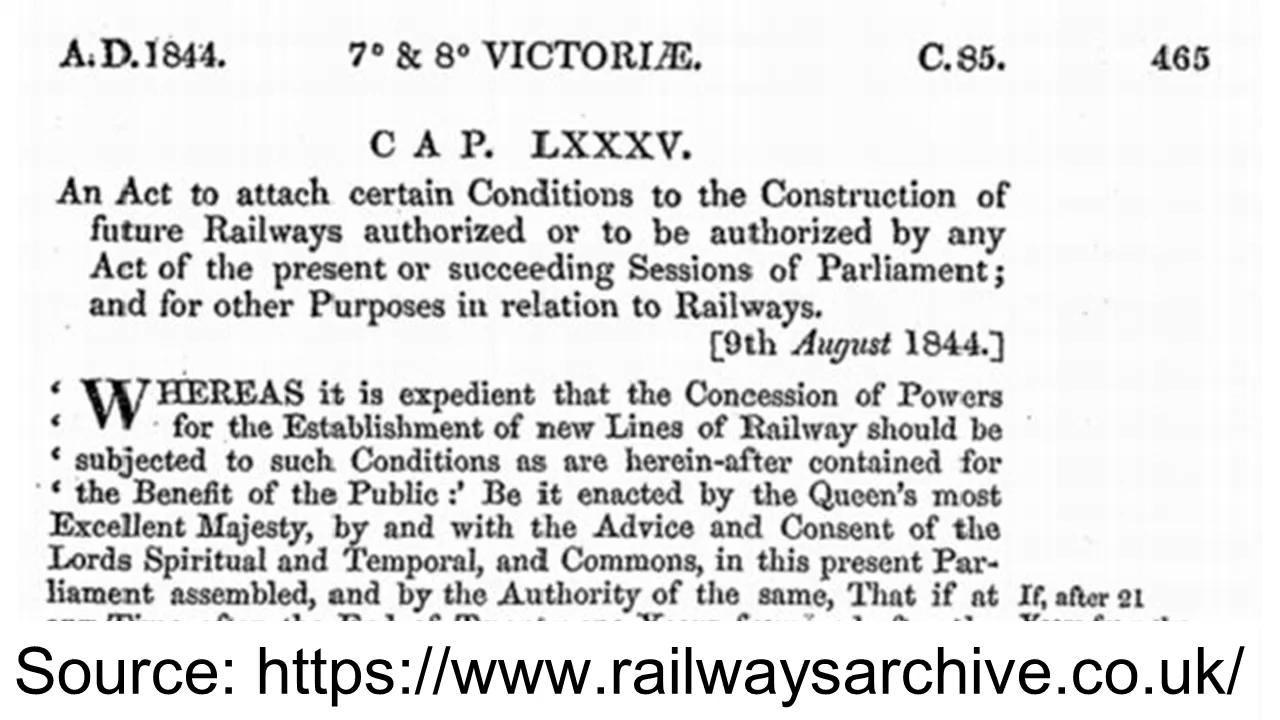 A.D.1844. 7° & 8° VICTORIÆ. C.85. 465
C A P. LXXXV.
An Act to attach certain Conditions to the Construction of
future Railways authorized or to be authorized by any
Act of the present or succeeding Sessions of Parliament;
and for other Purposes in relation to Railways.
[9th August 1844.]
‘ WHEREAS it is expedient that the Concession of Powers
‘ for the Establishment of new Lines of Railway should be
‘ subjected to such Conditions as are herein-after contained for
‘ the Benefit of the Public:’ Be it enacted by the Queen's most
Excellent Majesty, by and with the Advice and Consent of the
Lords Spiritual and Temporal, and Commons, in this present Par-
liament assembled, and by the Authority of the same, That if at
If, after 21
Source: https://www.railwaysarchive.co.uk/